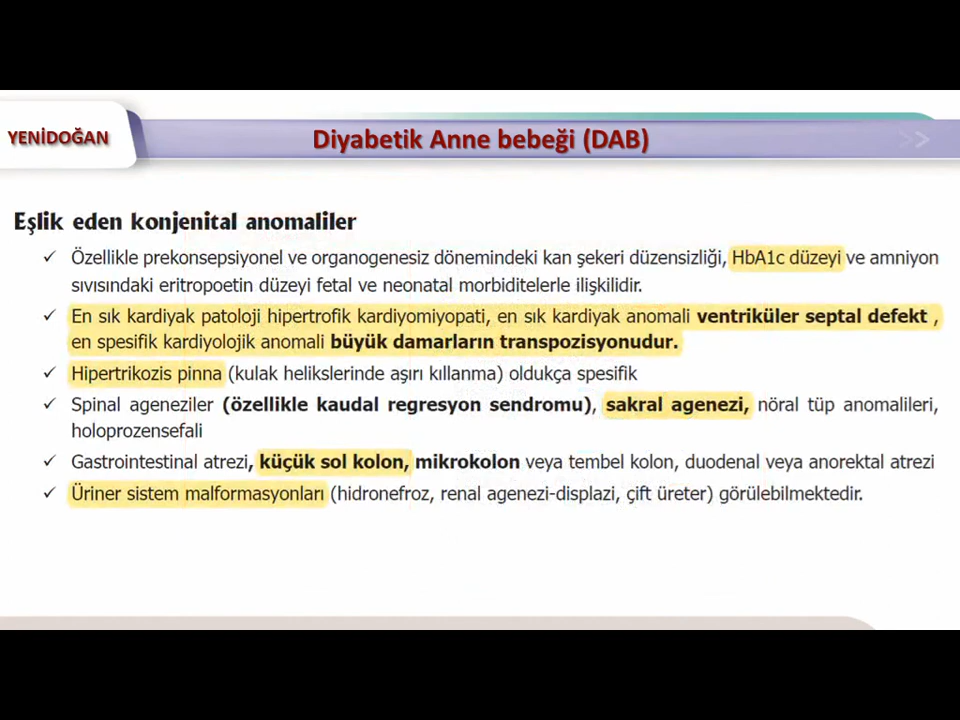 YENİDOĞAN
Diyabetik Anne bebeği (DAB)
Eşlik eden konjenital anomaliler
✓ Özellikle prekonsepsiyonel ve organogenesiz dönemindeki kan şekeri düzensizliği, HbA1c düzeyi ve amniyon
sıvısındaki eritropoetin düzeyi fetal ve neonatal morbiditelerle ilişkilidir.
✓ En sık kardiyak patoloji hipertrofik kardiyomiyopati, en sık kardiyak anomali ventriküler septal defekt ,
en spesifik kardiyolojik anomali büyük damarların transpozisyonudur.
✓ Hipertrikozis pinna (kulak helikslerinde aşırı kıllanma) oldukça spesifik
✓ Spinal ageneziler (özellikle kaudal regresyon sendromu), sakral agenezi, nöral tüp anomalileri,
holoprozensefali
✓ Gastrointestinal atrezi, küçük sol kolon, mikrokolon veya tembel kolon, duodenal veya anorektal atrezi
✓ Üriner sistem malformasyonları (hidronefroz, renal agenezi-displazi, çift üreter) görülebilmektedir.